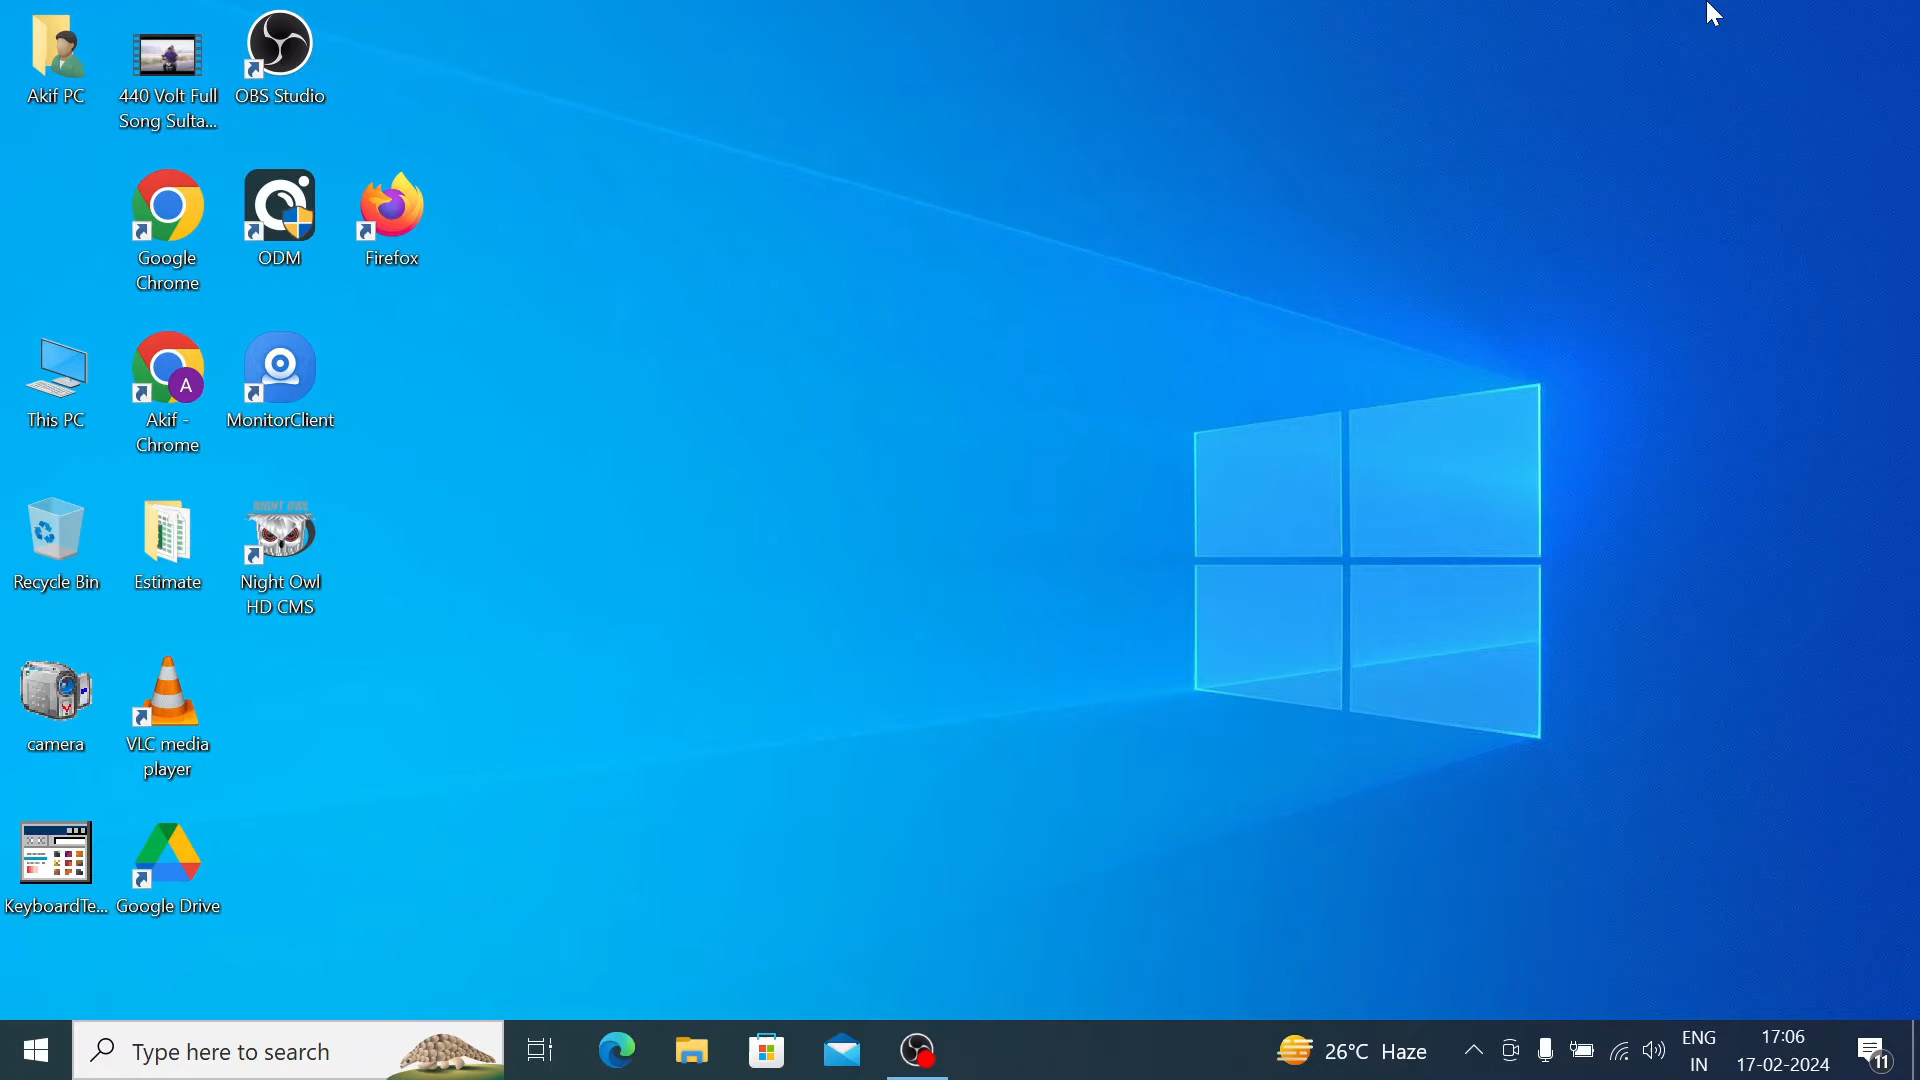 Akif PC
440 Volt Full
Song Sulta...
OBS Studio
Google
Chrome
ODM
Firefox
This PC
A
Akif -
Chrome
MonitorClient
Recycle Bin
Estimate
NIGHT OWL
Night Owl
HD CMS
camera
VLC media
player
KeyboardTe...
Google Drive
Type here to search
26°C Haze
ENG
IN
17:06
17-02-2024
11